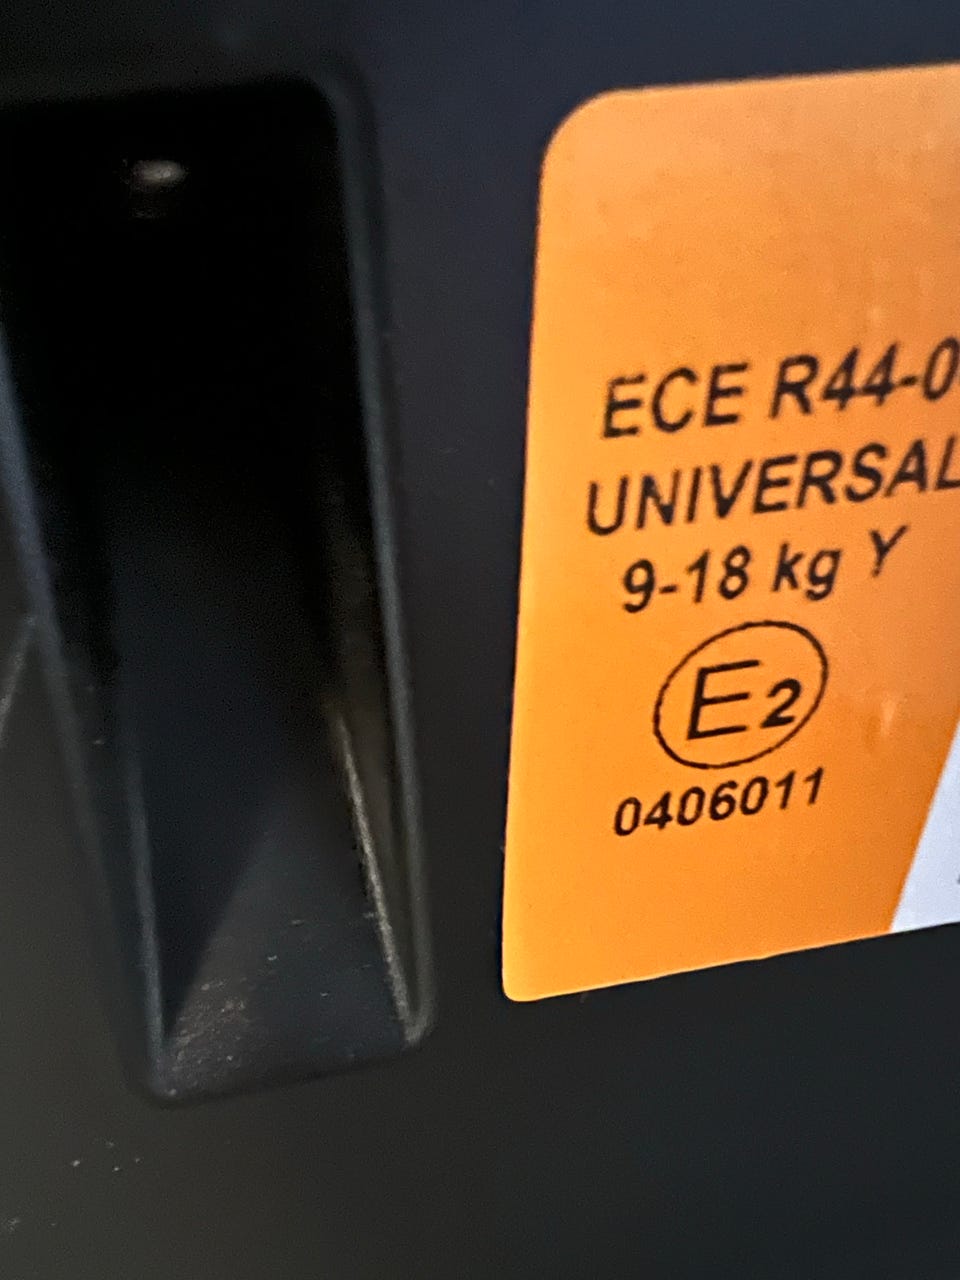 ECE R44-0
UNIVERSAL
9-18 kg Y
E2
0406011